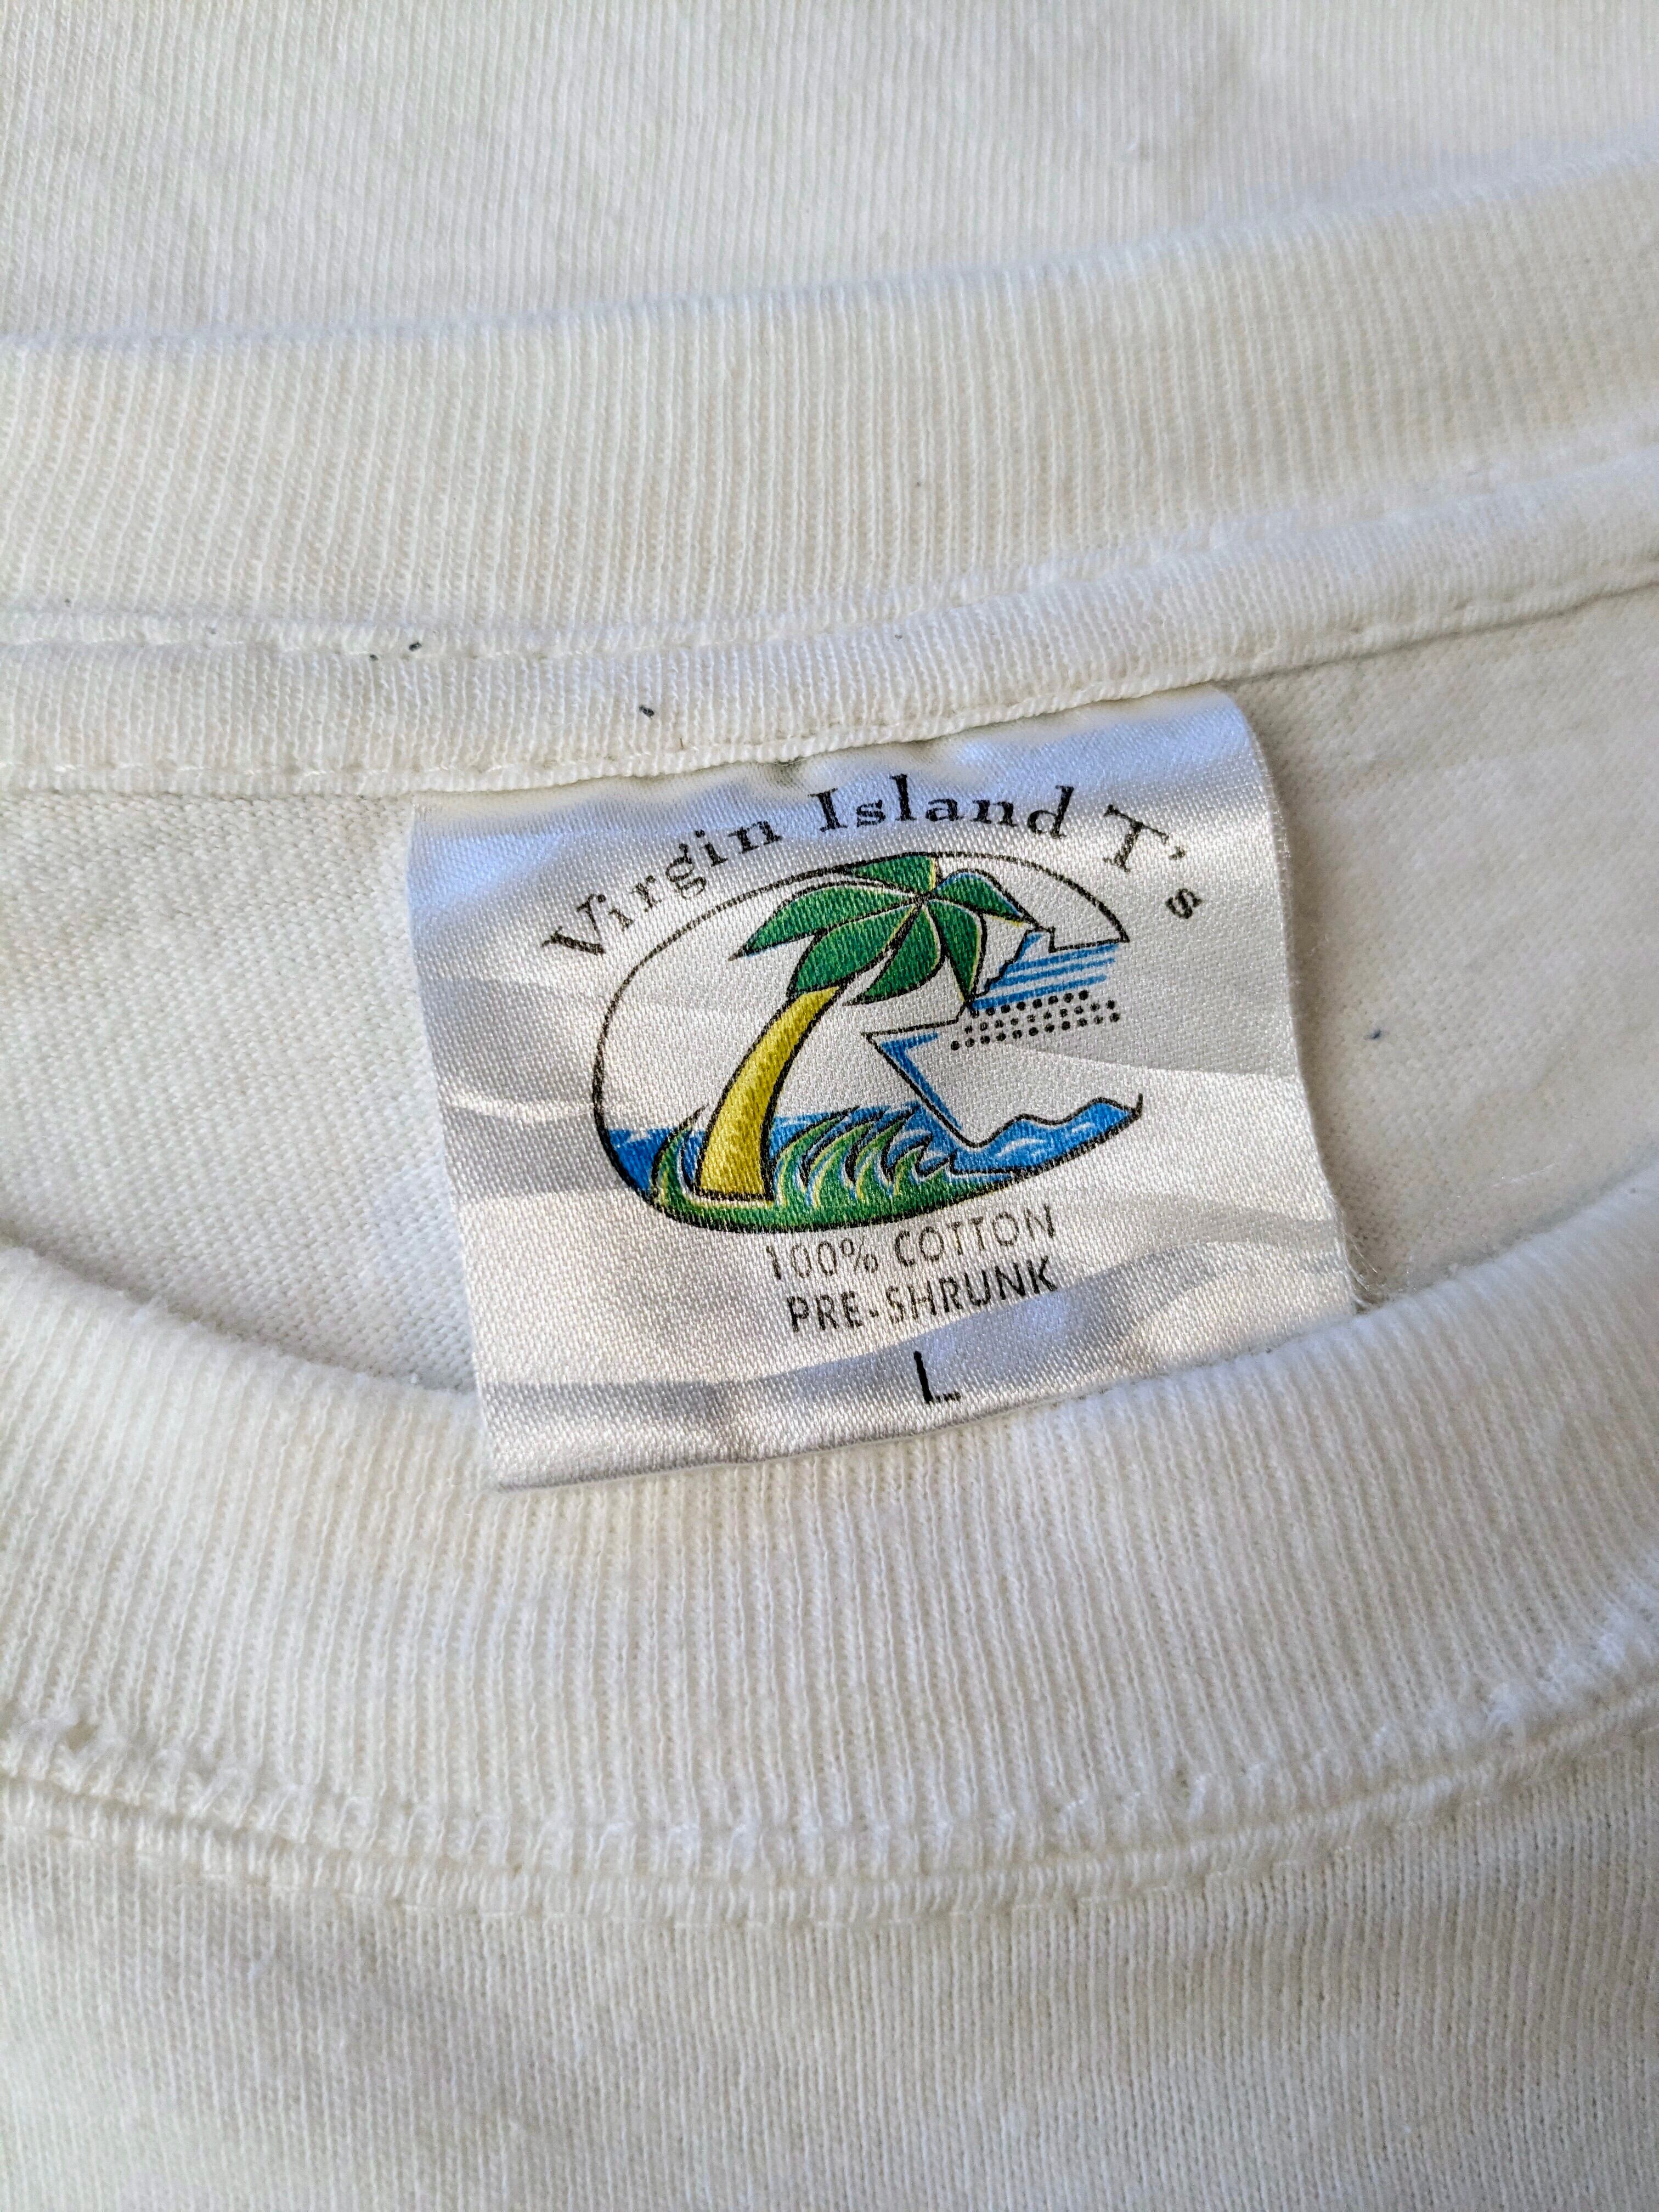 Virgin Island T's
100% COTTON
PRE-SHRUNK
L